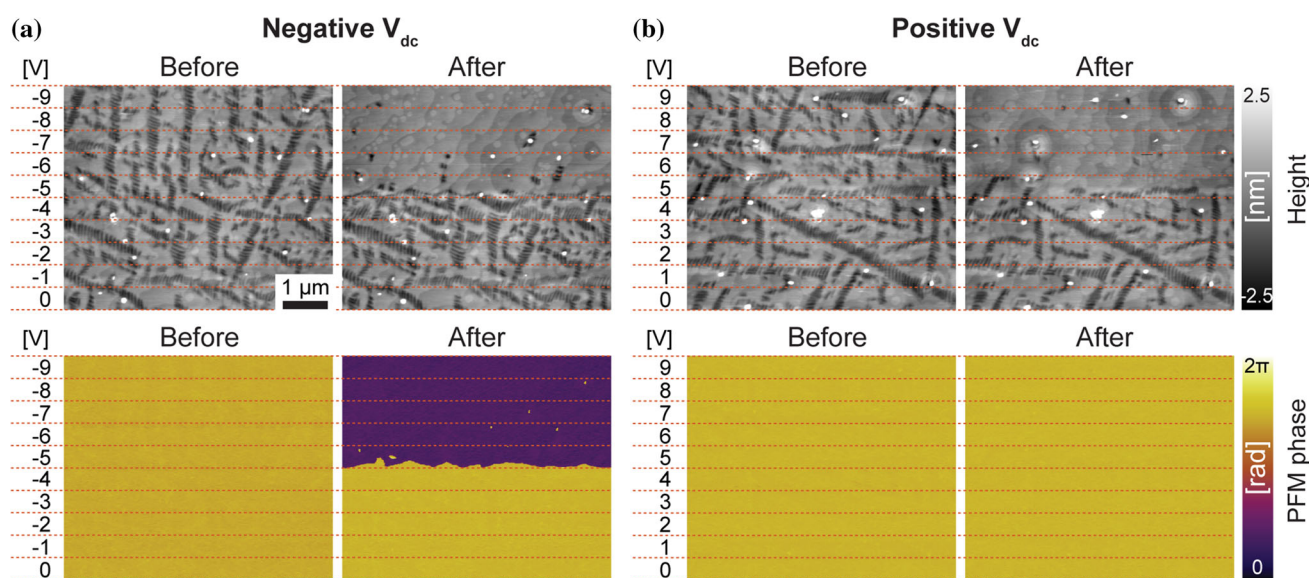 (a) Negative Vdc (b) Positive Vdc
[V] Before After [V] Before After
-9 9 2.5
-8 8
-7 7
-6 6
-5 5 [nm] Height
-4 4
-3 3
-2 2
-1 1 µm 1
0 0 -2.5
[V] Before After [V] Before After
-9 9 2π
-8 8
-7 7
-6 6
-5 5 [rad] PFM phase
-4 4
-3 3
-2 2
-1 1
0 0 0